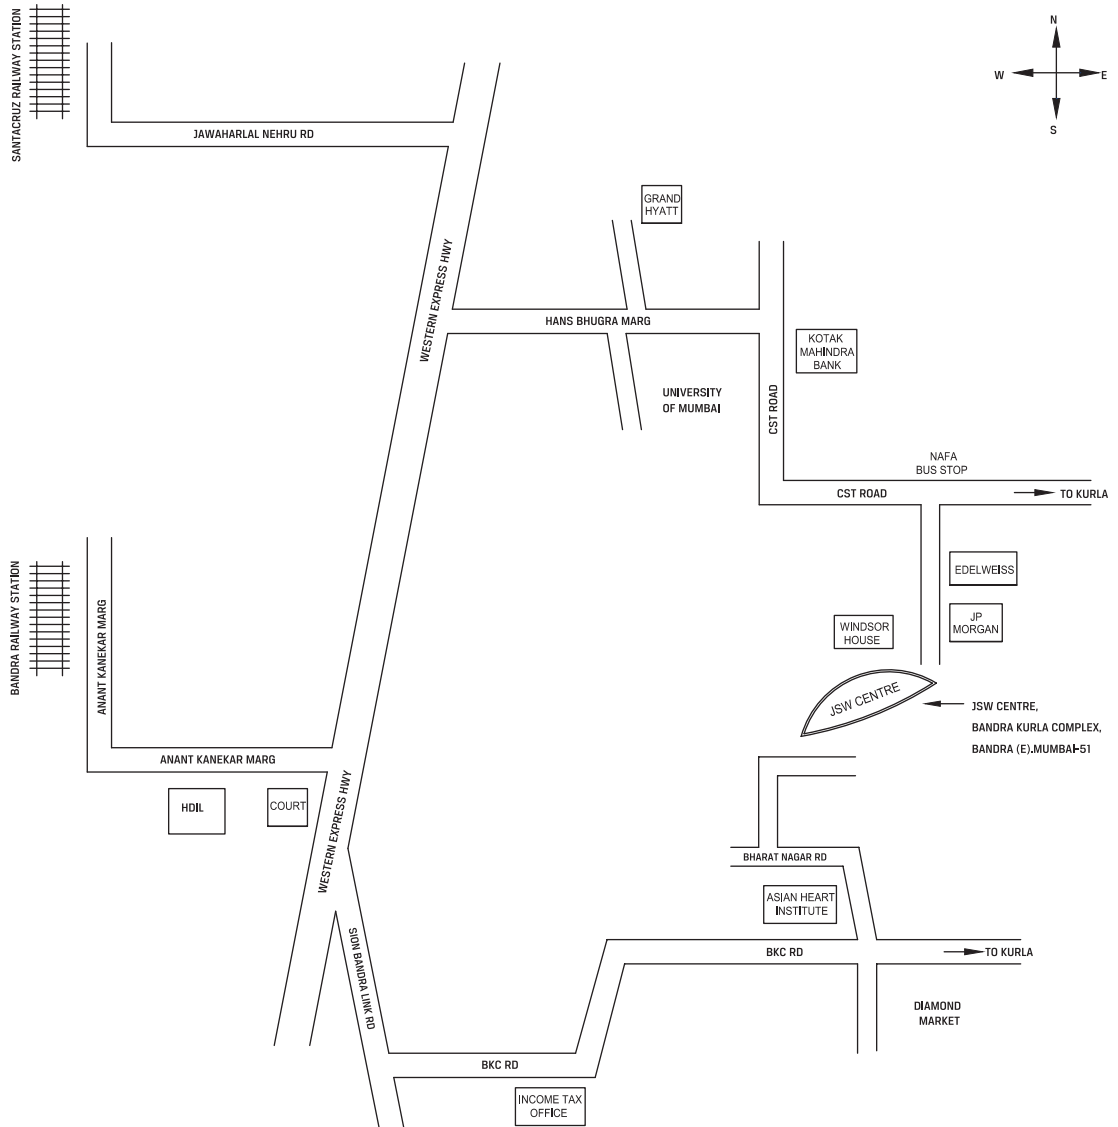 SANTACRUZ RAILWAY STATION
N
W
E
S
JAWAHARLAL NEHRU RD
GRAND
HYATT
WESTERN EXPRESS HWY
HANS BHUGRA MARG
KOTAK
MAHINDRA
BANK
UNIVERSITY
OF MUMBAI
CST ROAD
NAFA
BUS STOP
CST ROAD
TO KURLA
EDELWEISS
JP
MORGAN
WINDSOR
HOUSE
BANDRA RAILWAY STATION
ANANT KANEKAR MARG
JSW CENTRE
JSW CENTRE,
BANDRA KURLA COMPLEX,
BANDRA (E).MUMBAI-51
ANANT KANEKAR MARG
HDIL
COURT
WESTERN EXPRESS HWY
BHARAT NAGAR RD
ASIAN HEART
INSTITUTE
SION BANDRA LINK RD
BKC RD
TO KURLA
DIAMOND
MARKET
BKC RD
INCOME TAX
OFFICE